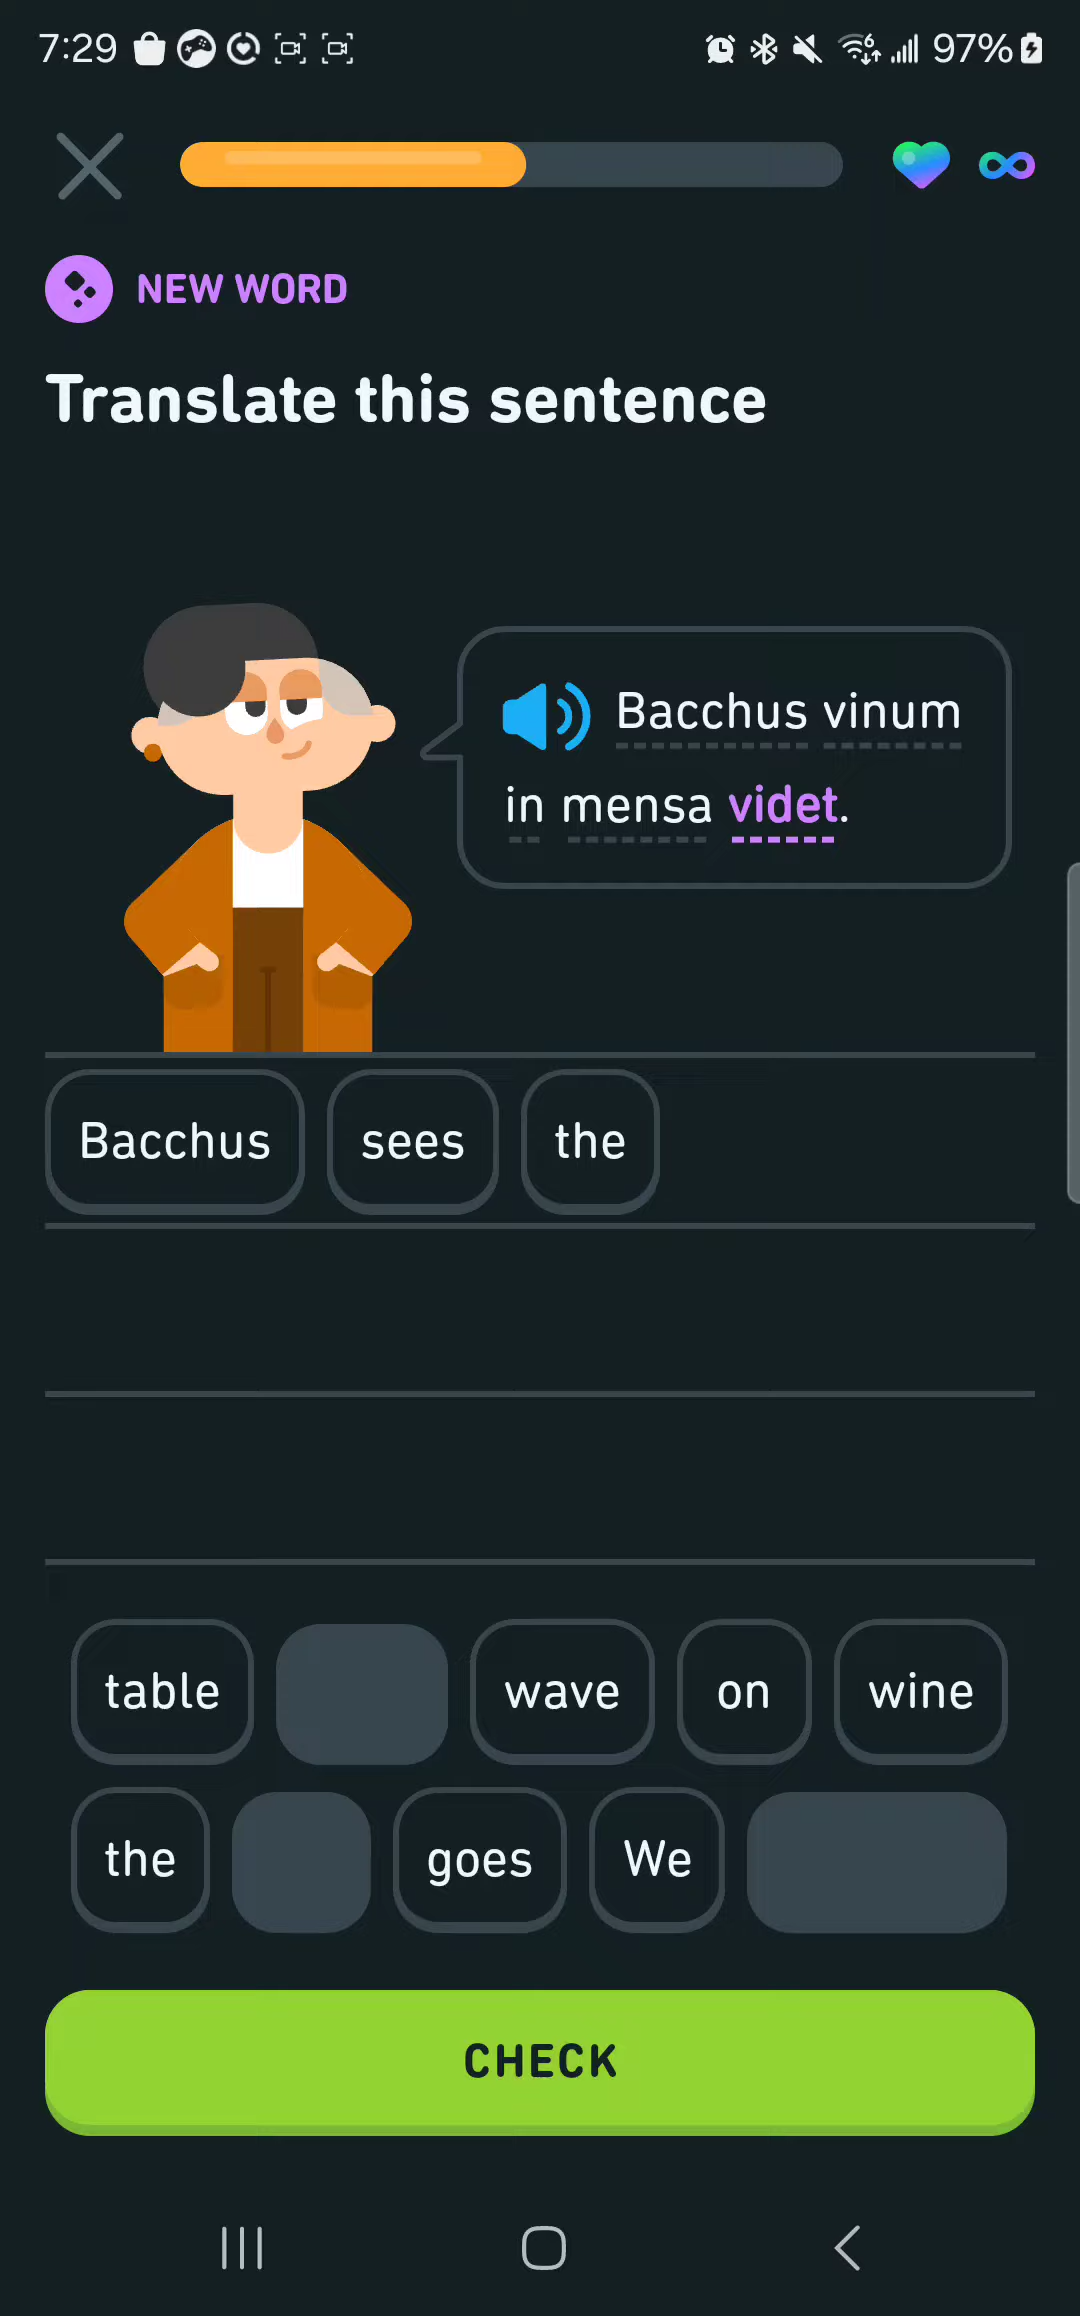 7:29 97%
NEW WORD
Translate this sentence
Bacchus vinum
in mensa videt.
Bacchus sees the
table wave on wine
the goes We
CHECK